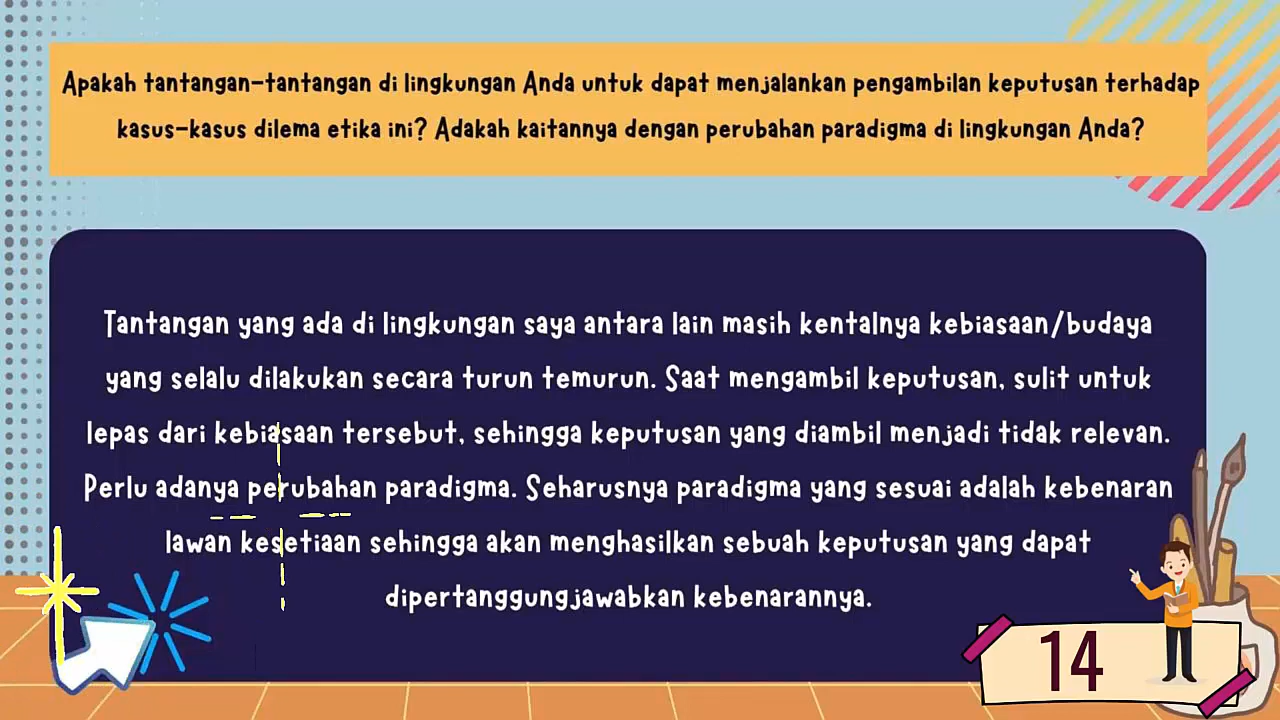 Apakah tantangan-tantangan di lingkungan Anda untuk dapat menjalankan pengambilan keputusan terhadap
kasus-kasus dilema etika ini? Adakah kaitannya dengan perubahan paradigma di lingkungan Anda?
Tantangan yang ada di lingkungan saya antara lain masih kentalnya kebiasaan/budaya
yang selalu dilakukan secara turun temurun. Saat mengambil keputusan, sulit untuk
lepas dari kebiasaan tersebut, sehingga keputusan yang diambil menjadi tidak relevan.
Perlu adanya perubahan paradigma. Seharusnya paradigma yang sesuai adalah kebenaran
lawan kesetiaan sehingga akan menghasilkan sebuah keputusan yang dapat
dipertanggungjawabkan kebenarannya.
14